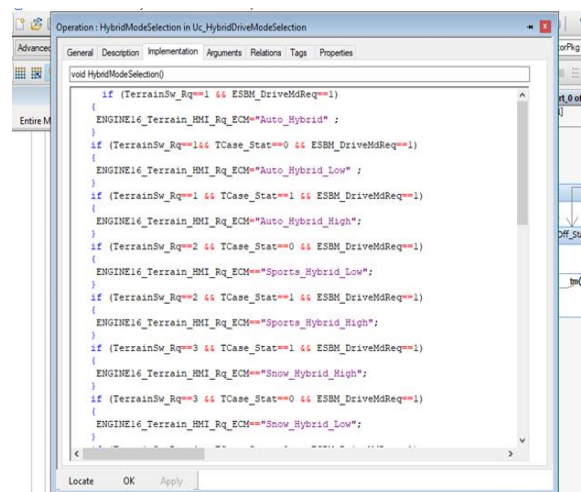 Operation : HybridModeSelection in Uc_HybridDriveModeSelection
Advanced
General Description Implementation Arguments Relations Tags Properties
void HybridModeSelection()
Entire M
if (TerrainSw_Rq==1 && ESBM_DriveMdReq==1)
{
ENGINE16_Terrain_HMI_Rq_ECM="Auto_Hybrid" ;
}
if (TerrainSw_Rq==1&& TCase_Stat==0 && ESBM_DriveMdReq==1)
{
ENGINE16_Terrain_HMI_Rq_ECM="Auto_Hybrid_Low" ;
}
if (TerrainSw_Rq==1 && TCase_Stat==1 && ESBM_DriveMdReq==1)
{
ENGINE16_Terrain_HMI_Rq_ECM="Auto_Hybrid_High";
}
if (TerrainSw_Rq==2 && TCase_Stat==0 && ESBM_DriveMdReq==1)
{
ENGINE16_Terrain_HMI_Rq_ECM=="Sports_Hybrid_Low";
}
if (TerrainSw_Rq==2 && TCase_Stat==1 && ESBM_DriveMdReq==1)
{
ENGINE16_Terrain_HMI_Rq_ECM=="Sports_Hybrid_High";
}
if (TerrainSw_Rq==3 && TCase_Stat==1 && ESBM_DriveMdReq==1)
{
ENGINE16_Terrain_HMI_Rq_ECM=="Snow_Hybrid_High";
}
if (TerrainSw_Rq==3 && TCase_Stat==0 && ESBM_DriveMdReq==1)
{
ENGINE16_Terrain_HMI_Rq_ECM=="Snow_Hybrid_Low";
}
Locate OK Apply